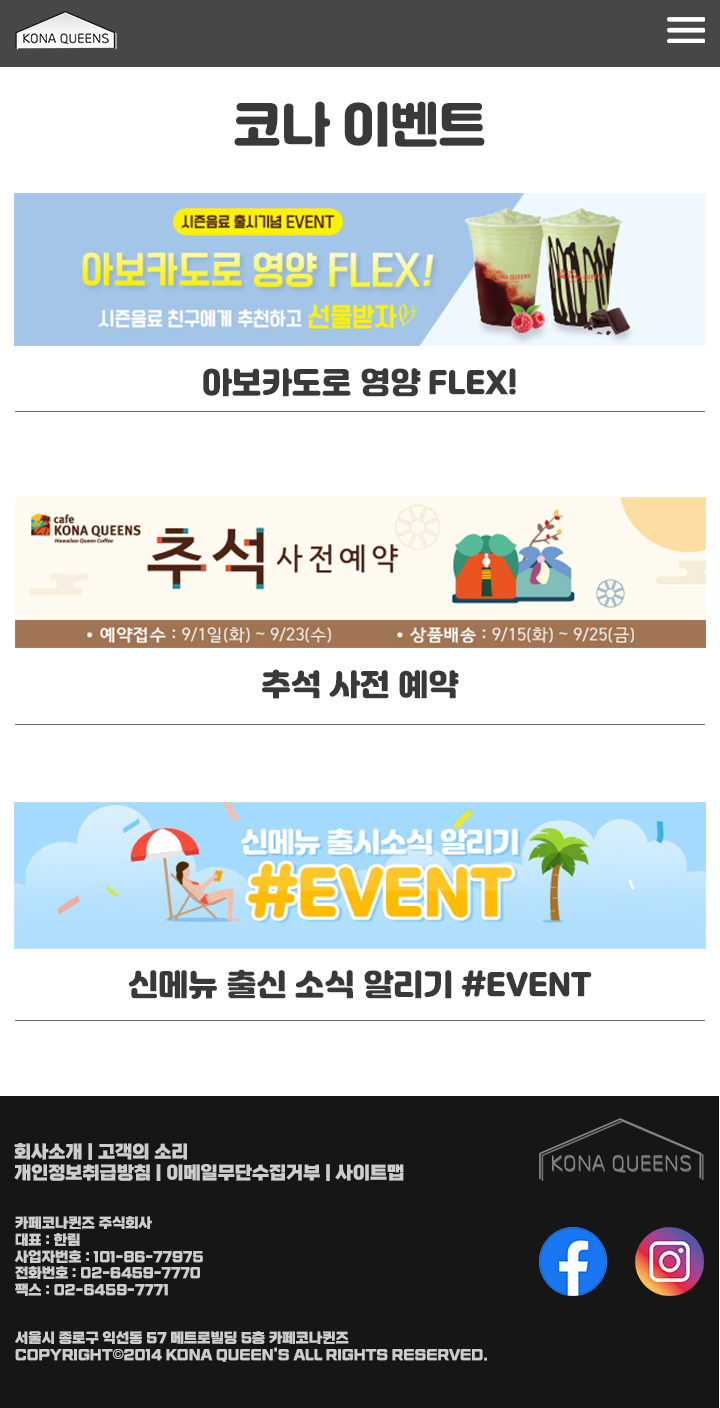 KONA QUEENS
코나 이벤트
시즌음료 출시기념 EVENT
아보카도로 영양 FLEX!
시즌음료 친구에게 추천하고 선물받자
KONA QUEENS
아보카도로 영양 FLEX!
cafe
KONA QUEENS
Hawaiian Queen Coffee
추석 사전예약
• 예약접수 : 9/1일(화) ~ 9/23(수) • 상품배송 : 9/15(화) ~ 9/25(금)
추석 사전 예약
신메뉴 출시소식 알리기
#EVENT
신메뉴 출신 소식 알리기 #EVENT
회사소개 | 고객의 소리
개인정보취급방침 | 이메일무단수집거부 | 사이트맵
KONA QUEENS
카페코나퀸즈 주식회사
대표 : 한림
사업자번호 : 101-86-77975
전화번호 : 02-6459-7770
팩스 : 02-6459-7771
서울시 종로구 익선동 57 메트로빌딩 5층 카페코나퀸즈
COPYRIGHT©2014 KONA QUEEN'S ALL RIGHTS RESERVED.